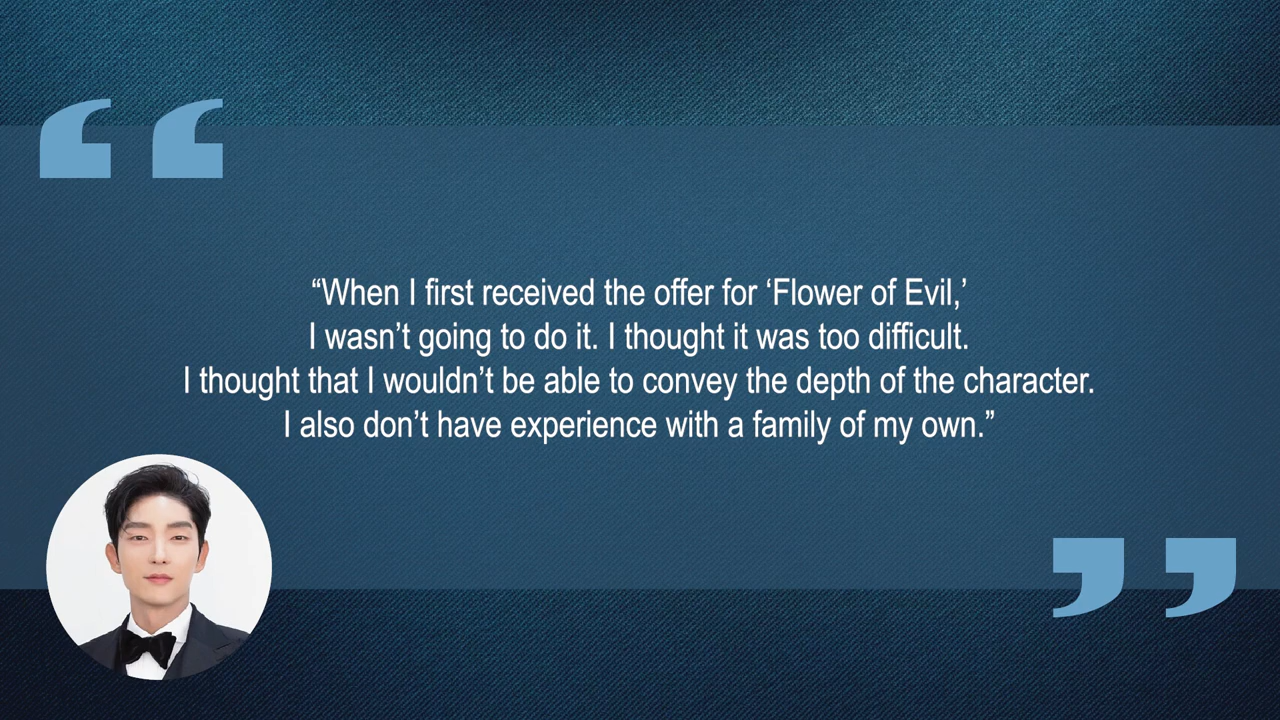 “When I first received the offer for ‘Flower of Evil,’
I wasn’t going to do it. I thought it was too difficult.
I thought that I wouldn’t be able to convey the depth of the character.
I also don’t have experience with a family of my own.”